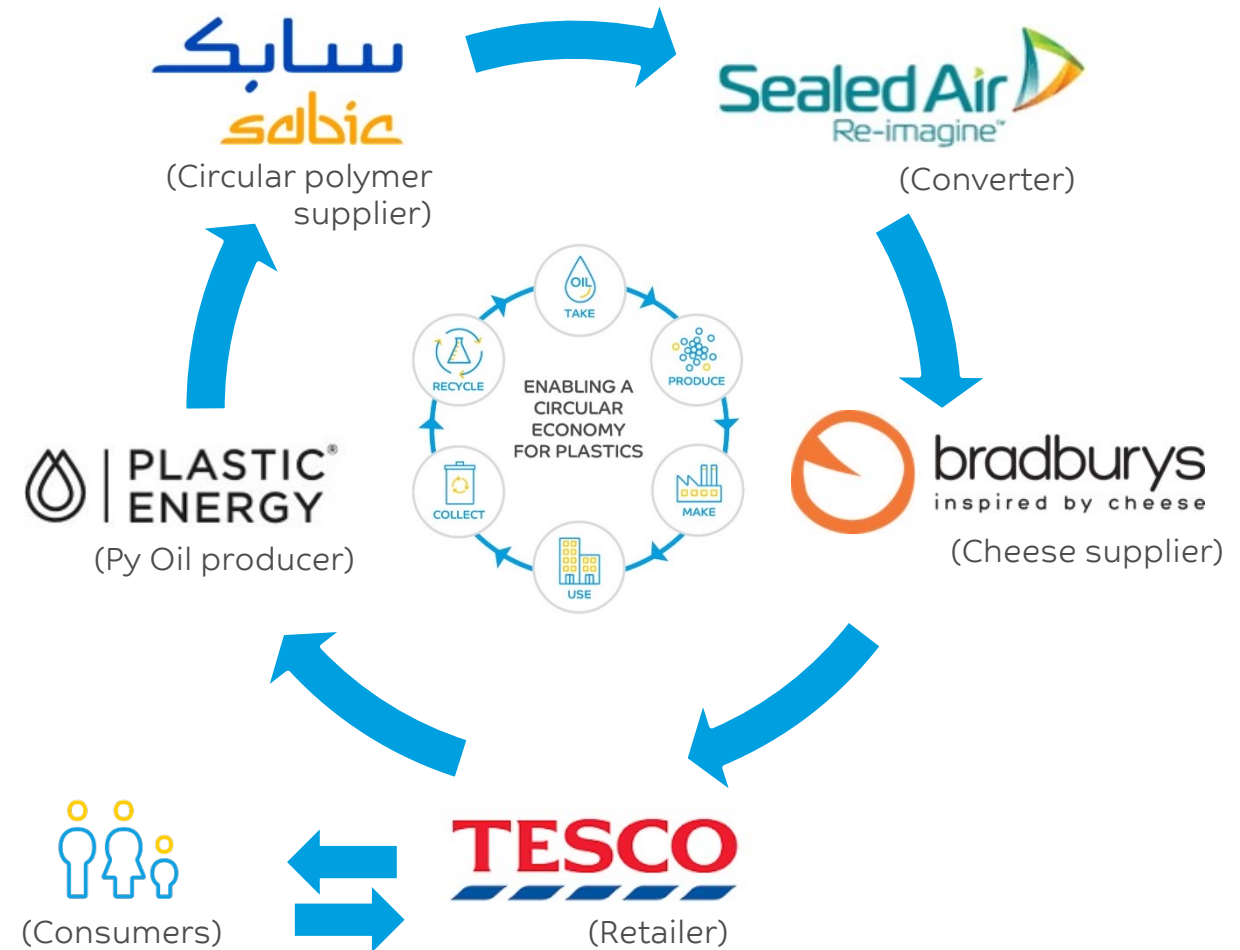 سابك
sabic
(Circular polymer
supplier)
Sealed Air
Re-imagine™
(Converter)
OIL
TAKE
PRODUCE
MAKE
USE
COLLECT
RECYCLE
ENABLING A
CIRCULAR
ECONOMY
FOR PLASTICS
bradburys
inspired by cheese
(Cheese supplier)
PLASTIC®
ENERGY
(Py Oil producer)
TESCO
(Retailer)
(Consumers)